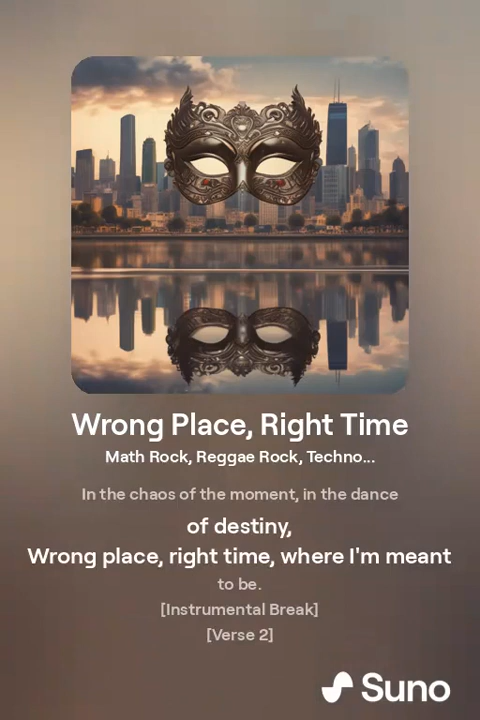 Wrong Place, Right Time
Math Rock, Reggae Rock, Techno...
In the chaos of the moment, in the dance
of destiny,
Wrong place, right time, where I'm meant
to be.
[Instrumental Break]
[Verse 2]
Suno